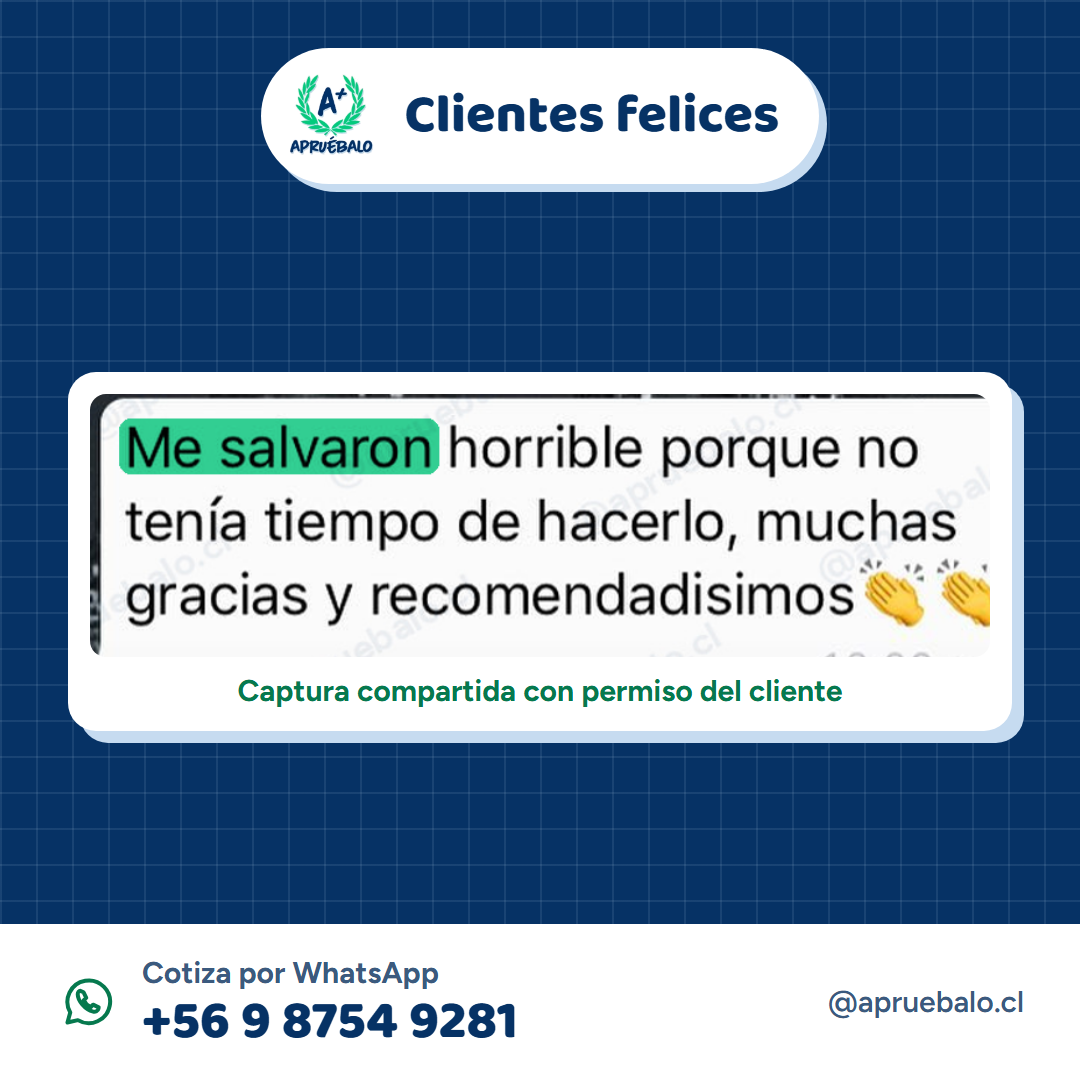 A+
APRUÉBALO
Clientes felices
Me salvaron horrible porque no
tenía tiempo de hacerlo, muchas
gracias y recomendadisimos👏👏
Captura compartida con permiso del cliente
Cotiza por WhatsApp
+56 9 8754 9281
@apruebalo.cl